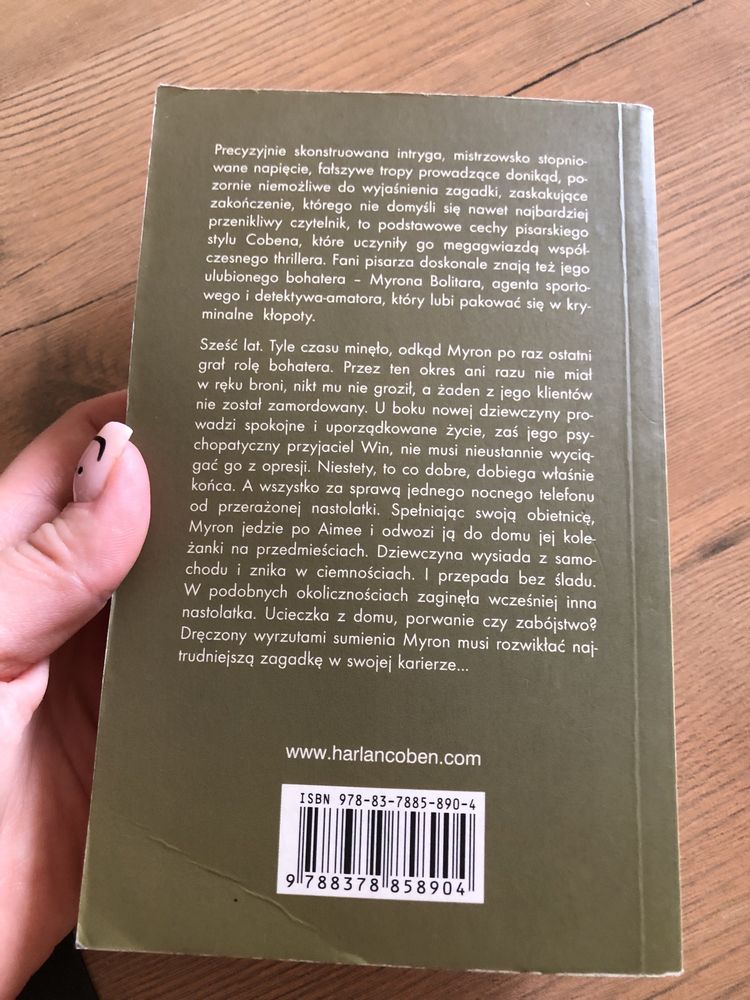 Precyzyjnie skonstruowana intryga, mistrzowsko stopnio-
wane napięcie, fałszywe tropy prowadzące donikąd, po-
zornie niemożliwe do wyjaśnienia zagadki, zaskakujące
zakończenie, którego nie domyśli się nawet najbardziej
przenikliwy czytelnik, to podstawowe cechy pisarskiego
stylu Cobena, które uczyniły go megagwiazdą współ-
czesnego thrillera. Fani pisarza doskonale znają też jego
ulubionego bohatera – Myrona Bolitara, agenta sporto-
wego i detektywa-amatora, który lubi pakować się w kry-
minalne kłopoty.
Sześć lat. Tyle czasu minęło, odkąd Myron po raz ostatni
grał rolę bohatera. Przez ten okres ani razu nie miał
w ręku broni, nikt mu nie groził, a żaden z jego klientów
nie został zamordowany. U boku nowej dziewczyny pro-
wadzi spokojne i uporządkowane życie, zaś jego psy-
chopatyczny przyjaciel Win, nie musi nieustannie wycią-
gać go z opresji. Niestety, to co dobre, dobiega właśnie
końca. A wszystko za sprawą jednego nocnego telefonu
od przerażonej nastolatki. Spełniając swoją obietnicę,
Myron jedzie po Aimee i odwozi ją do domu jej kole-
żanki na przedmieściach. Dziewczyna wysiada z samo-
chodu i znika w ciemnościach. I przepada bez śladu.
W podobnych okolicznościach zaginęła wcześniej inna
nastolatka. Ucieczka z domu, porwanie czy zabójstwo?
Dręczony wyrzutami sumienia Myron musi rozwikłać naj-
trudniejszą zagadkę w swojej karierze...
www.harlancoben.com
ISBN 978-83-7885-890-4
9 788378 858904